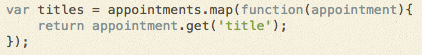 var titles = appointments.map(function(appointment){
    return appointment.get('title');
});